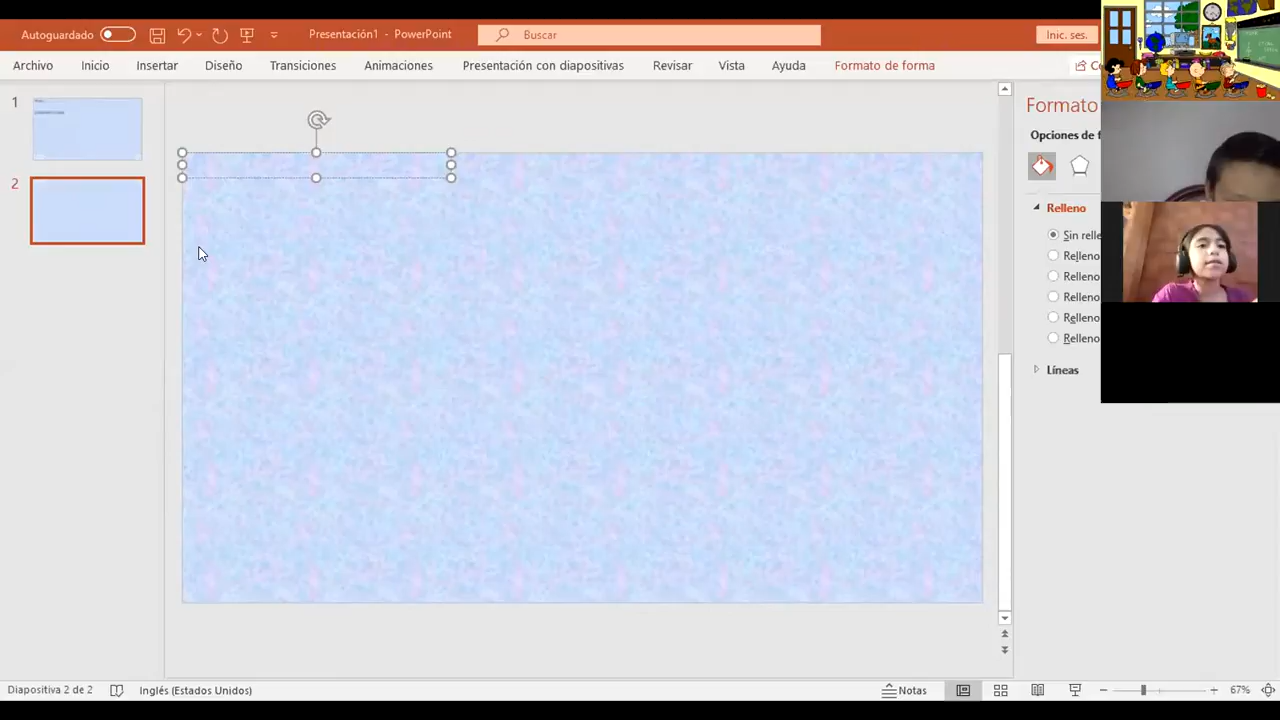 Autoguardado
Presentación1 - PowerPoint
Buscar
Inic. ses.
Archivo Inicio Insertar Diseño Transiciones Animaciones Presentación con diapositivas Revisar Vista Ayuda Formato de forma
Formato
Opciones de f
1
2
Relleno
Sin relle
Relleno
Relleno
Relleno
Relleno
Relleno
Líneas
Diapositiva 2 de 2
Inglés (Estados Unidos)
Notas
67%